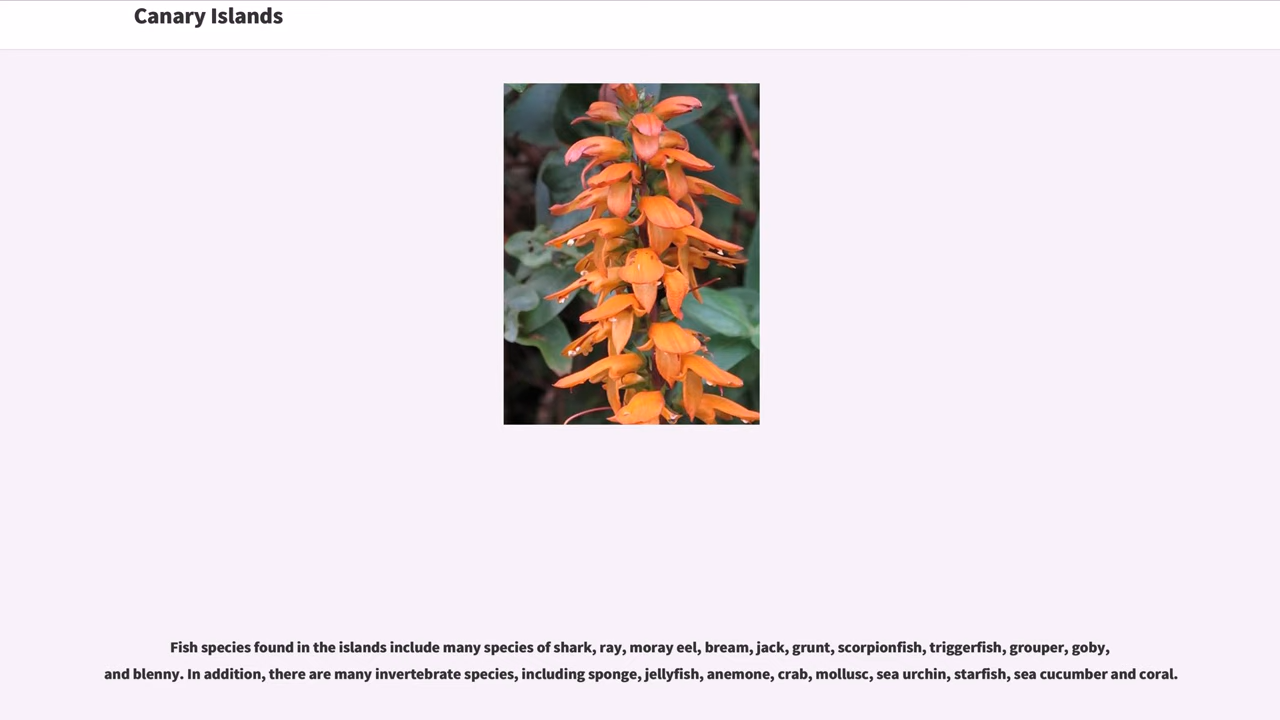 Canary Islands
Fish species found in the islands include many species of shark, ray, moray eel, bream, jack, grunt, scorpionfish, triggerfish, grouper, goby,
and blenny. In addition, there are many invertebrate species, including sponge, jellyfish, anemone, crab, mollusc, sea urchin, starfish, sea cucumber and coral.